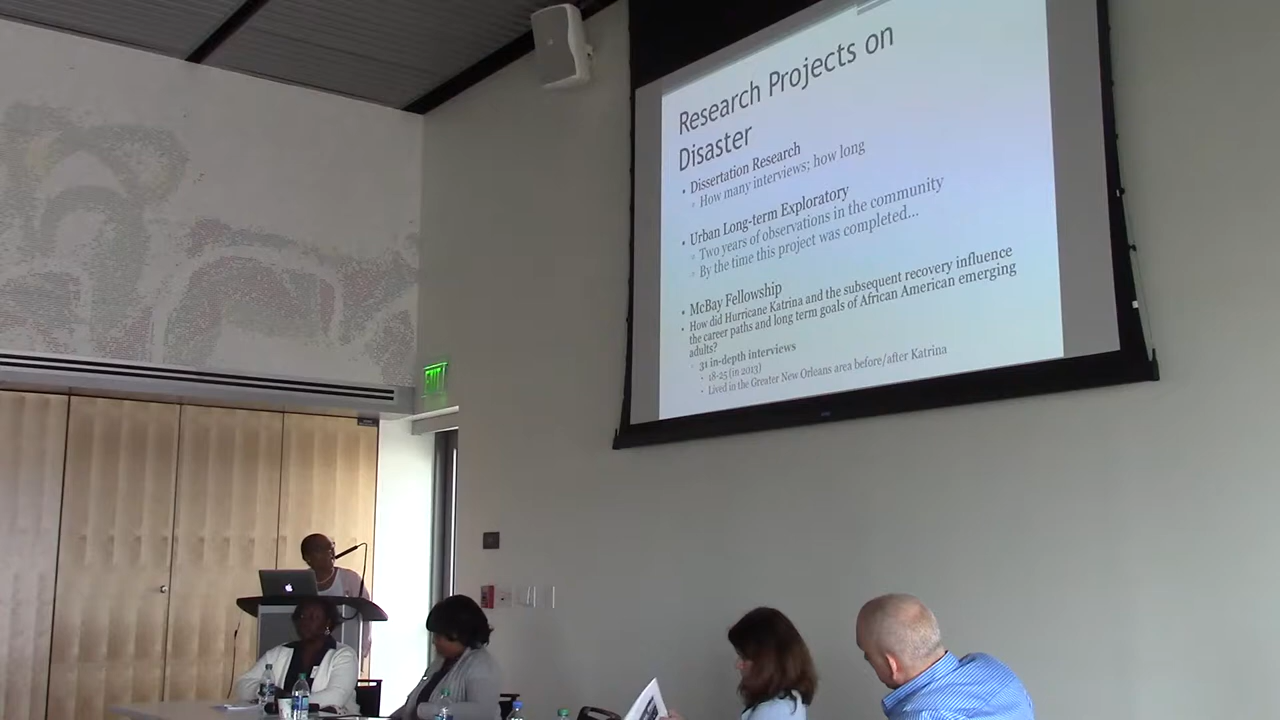 Research Projects on
Disaster
• Dissertation Research
How many interviews; how long
• Urban Long-term Exploratory
Two years of observations in the community
By the time this project was completed...
• McBay Fellowship
• How did Hurricane Katrina and the subsequent recovery influence
the career paths and long term goals of African American emerging
adults?
31 in-depth interviews
• 18-25 (in 2013)
• Lived in the Greater New Orleans area before/after Katrina
EXIT